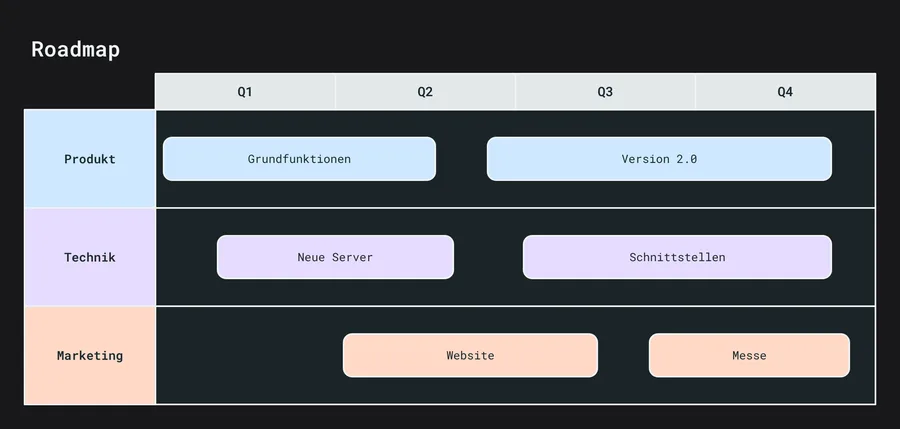 Roadmap
Q1 Q2 Q3 Q4
Produkt Grundfunktionen Version 2.0
Technik Neue Server Schnittstellen
Marketing Website Messe